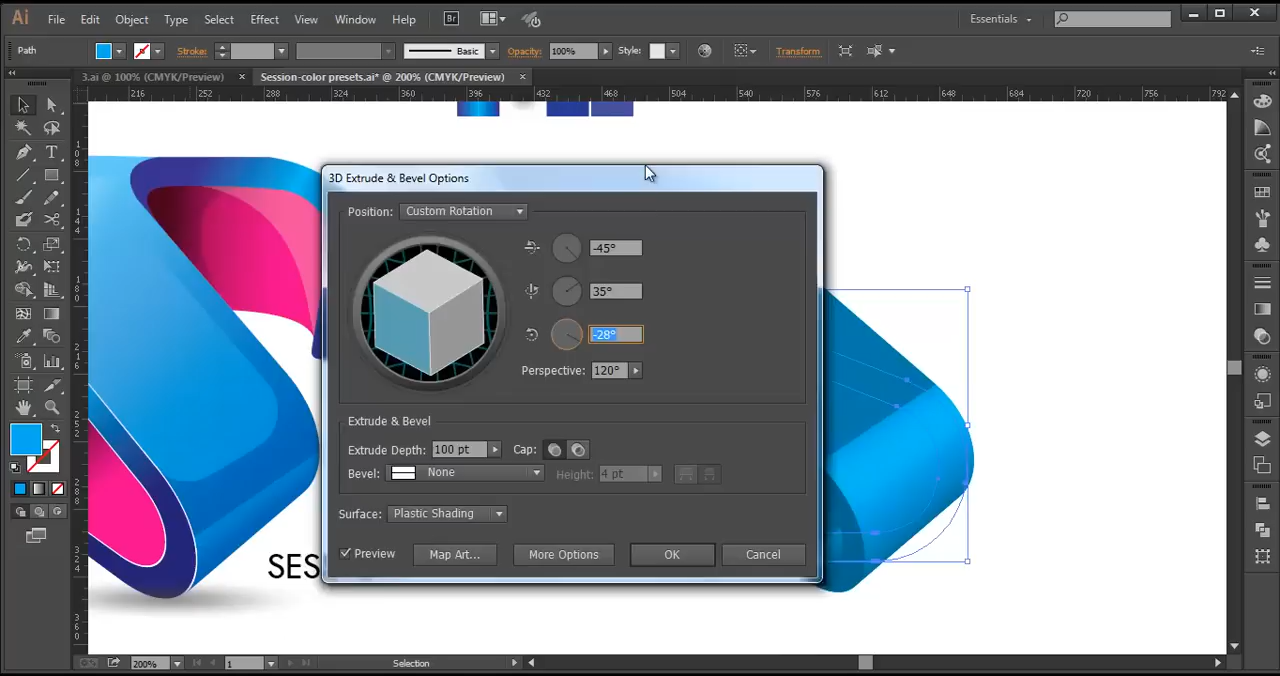 Ai File Edit Object Type Select Effect View Window Help Br Essentials
Path Stroke: Basic Opacity: 100% Style: Transform
3.ai @ 100% (CMYK/Preview) × Session-color presets.ai* @ 200% (CMYK/Preview) ×
216 252 288 324 360 396 432 468 504 540 576 612 648 684 720 756 792
3D Extrude & Bevel Options
Position: Custom Rotation
-45°
35°
-28°
Perspective: 120°
Extrude & Bevel
Extrude Depth: 100 pt Cap:
Bevel: None Height: 4 pt
Surface: Plastic Shading
Preview Map Art... More Options OK Cancel
SES
200% 1 Selection